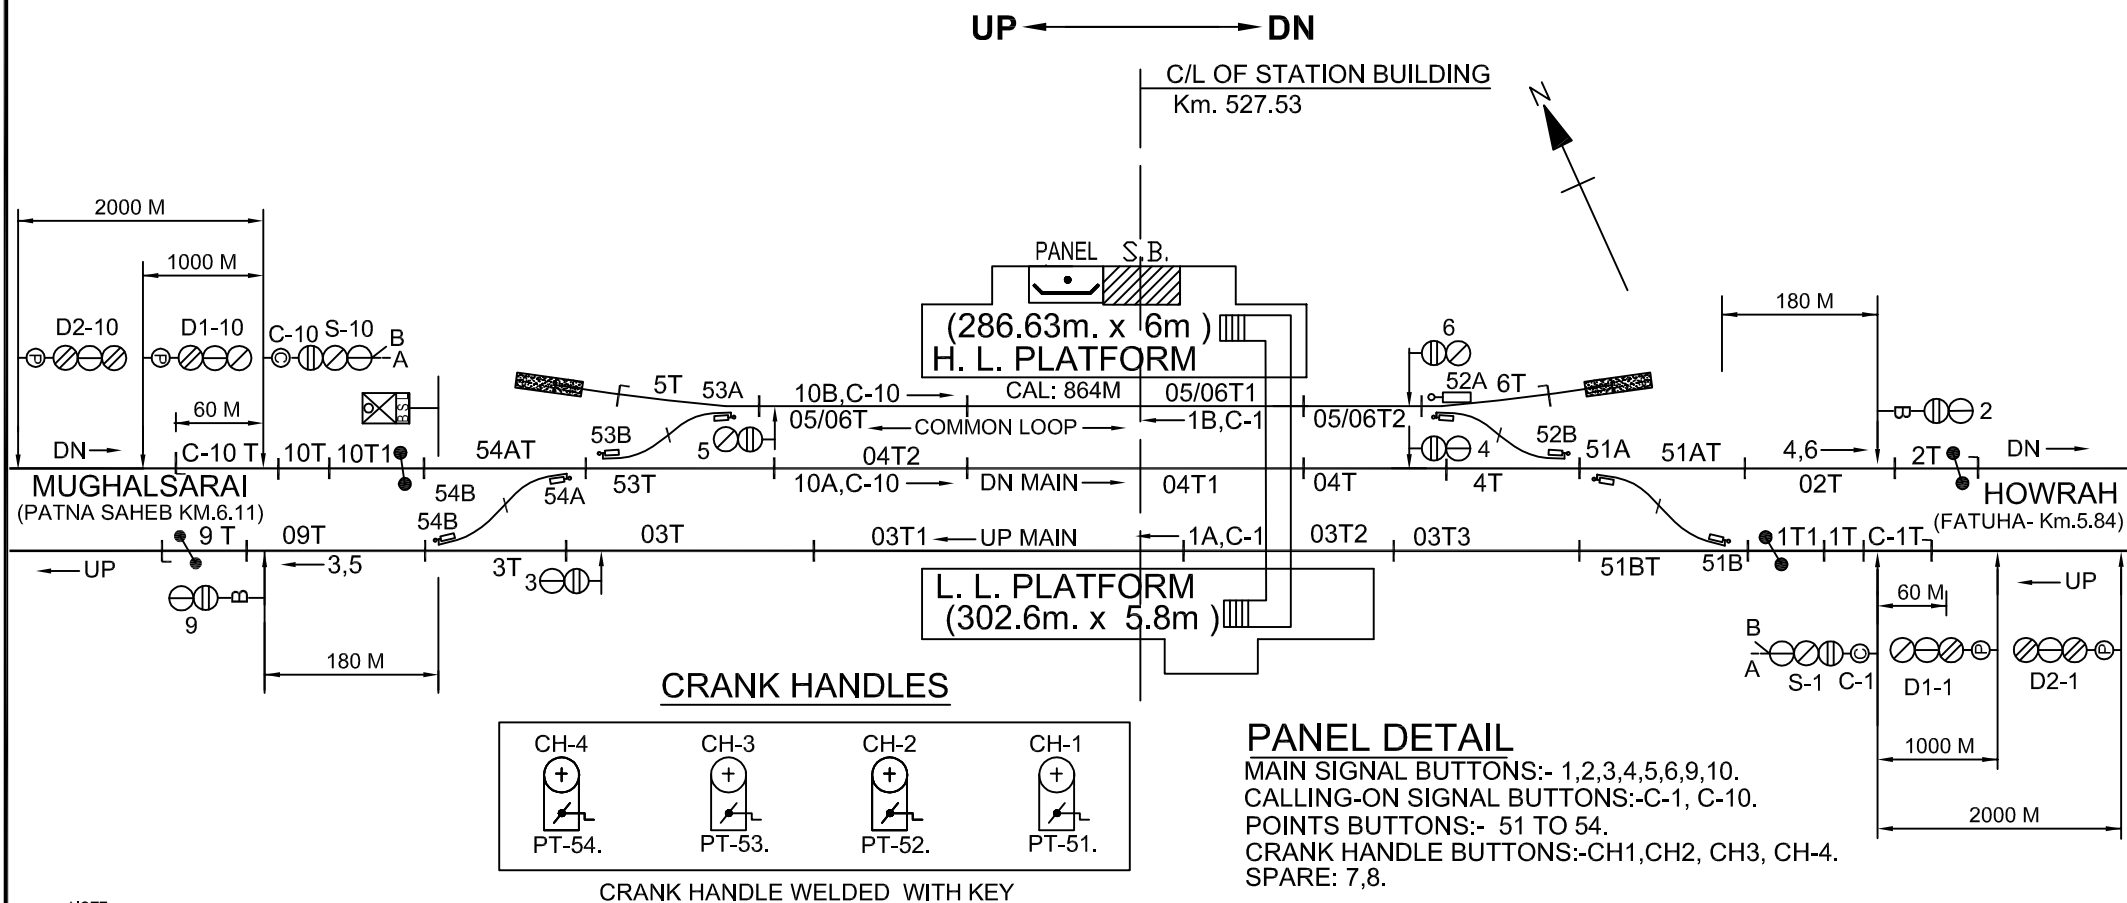 UP DN
C/L OF STATION BUILDING
Km. 527.53
N
2000 M
1000 M
180 M
PANEL S.B.
D2-10 D1-10 C-10 S-10 B
A
P P C
(286.63m. x 6m )
H. L. PLATFORM
6
60 M
BSI
5T 53A 10B,C-10 CAL: 864M 05/06T1 52A 6T
05/06T COMMON LOOP 1B,C-1 05/06T2
B 2
DN C-10 T 10T 10T1 54AT 53B 5 04T2 4 52B 51A 51AT 4,6 2T DN
MUGHALSARAI
(PATNA SAHEB KM.6.11)
54B 54A 53T 10A,C-10 DN MAIN 04T1 04T 4T 02T
HOWRAH
(FATUHA- Km.5.84)
9 T 09T 54B 03T 03T1 UP MAIN 1A,C-1 03T2 03T3 1T1 1T C-1T
UP 3,5 3T 3 51BT 51B UP
B
9
L. L. PLATFORM
(302.6m. x 5.8m )
60 M
180 M
B
A
C P P
S-1 C-1 D1-1 D2-1
1000 M
2000 M
CRANK HANDLES
CH-4 CH-3 CH-2 CH-1
PT-54. PT-53. PT-52. PT-51.
CRANK HANDLE WELDED WITH KEY
PANEL DETAIL
MAIN SIGNAL BUTTONS:- 1,2,3,4,5,6,9,10.
CALLING-ON SIGNAL BUTTONS:-C-1, C-10.
POINTS BUTTONS:- 51 TO 54.
CRANK HANDLE BUTTONS:-CH1,CH2, CH3, CH-4.
SPARE: 7,8.